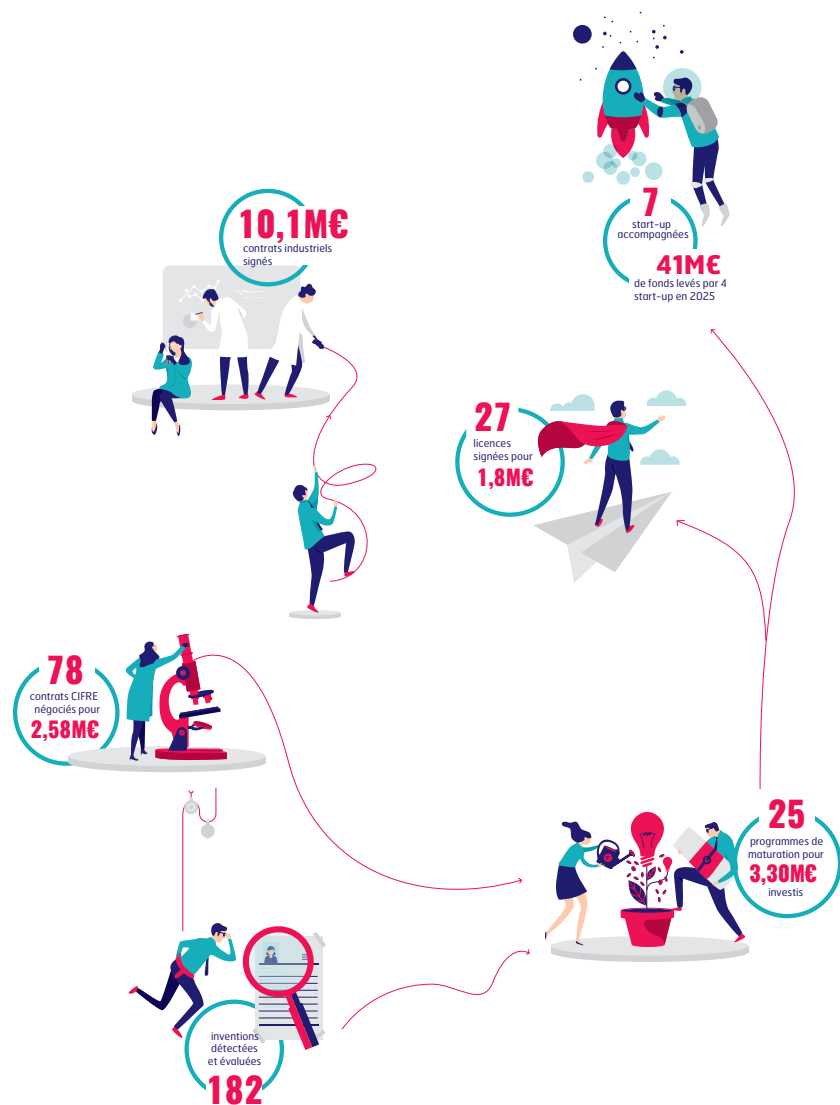 7
start-up
accompagnées
41M€
de fonds levés par 4
start-up en 2025
10,1M€
contrats industriels
signés
27
licences
signées pour
1,8M€
78
contrats CIFRE
négociés pour
2,58M€
25
programmes de
maturation pour
3,30M€
investis
inventions
détectées
et évaluées
182